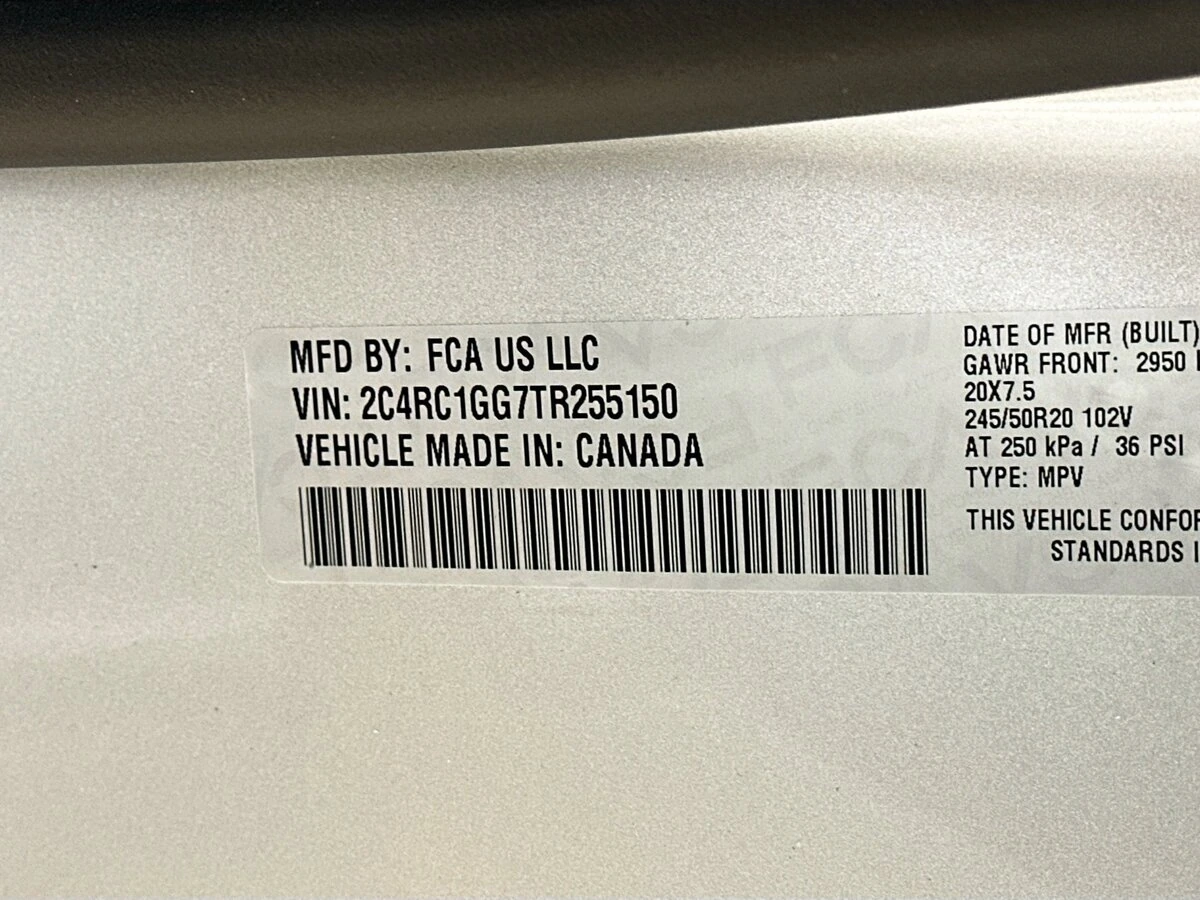 MFD BY: FCA US LLC
VIN: 2C4RC1GG7TR255150
VEHICLE MADE IN: CANADA
DATE OF MFR (BUILT)
GAWR FRONT: 2950
20X7.5
245/50R20 102V
AT 250 kPa / 36 PSI
TYPE: MPV
THIS VEHICLE
STANDARDS